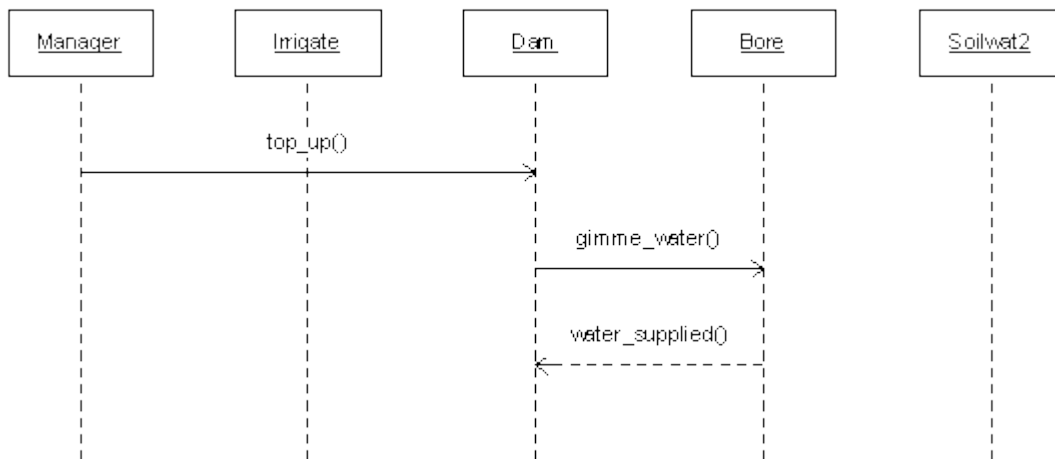 Manager
Irrigate
Dam
Bore
Soilwat2
top_up()
gimme_water()
water_supplied()